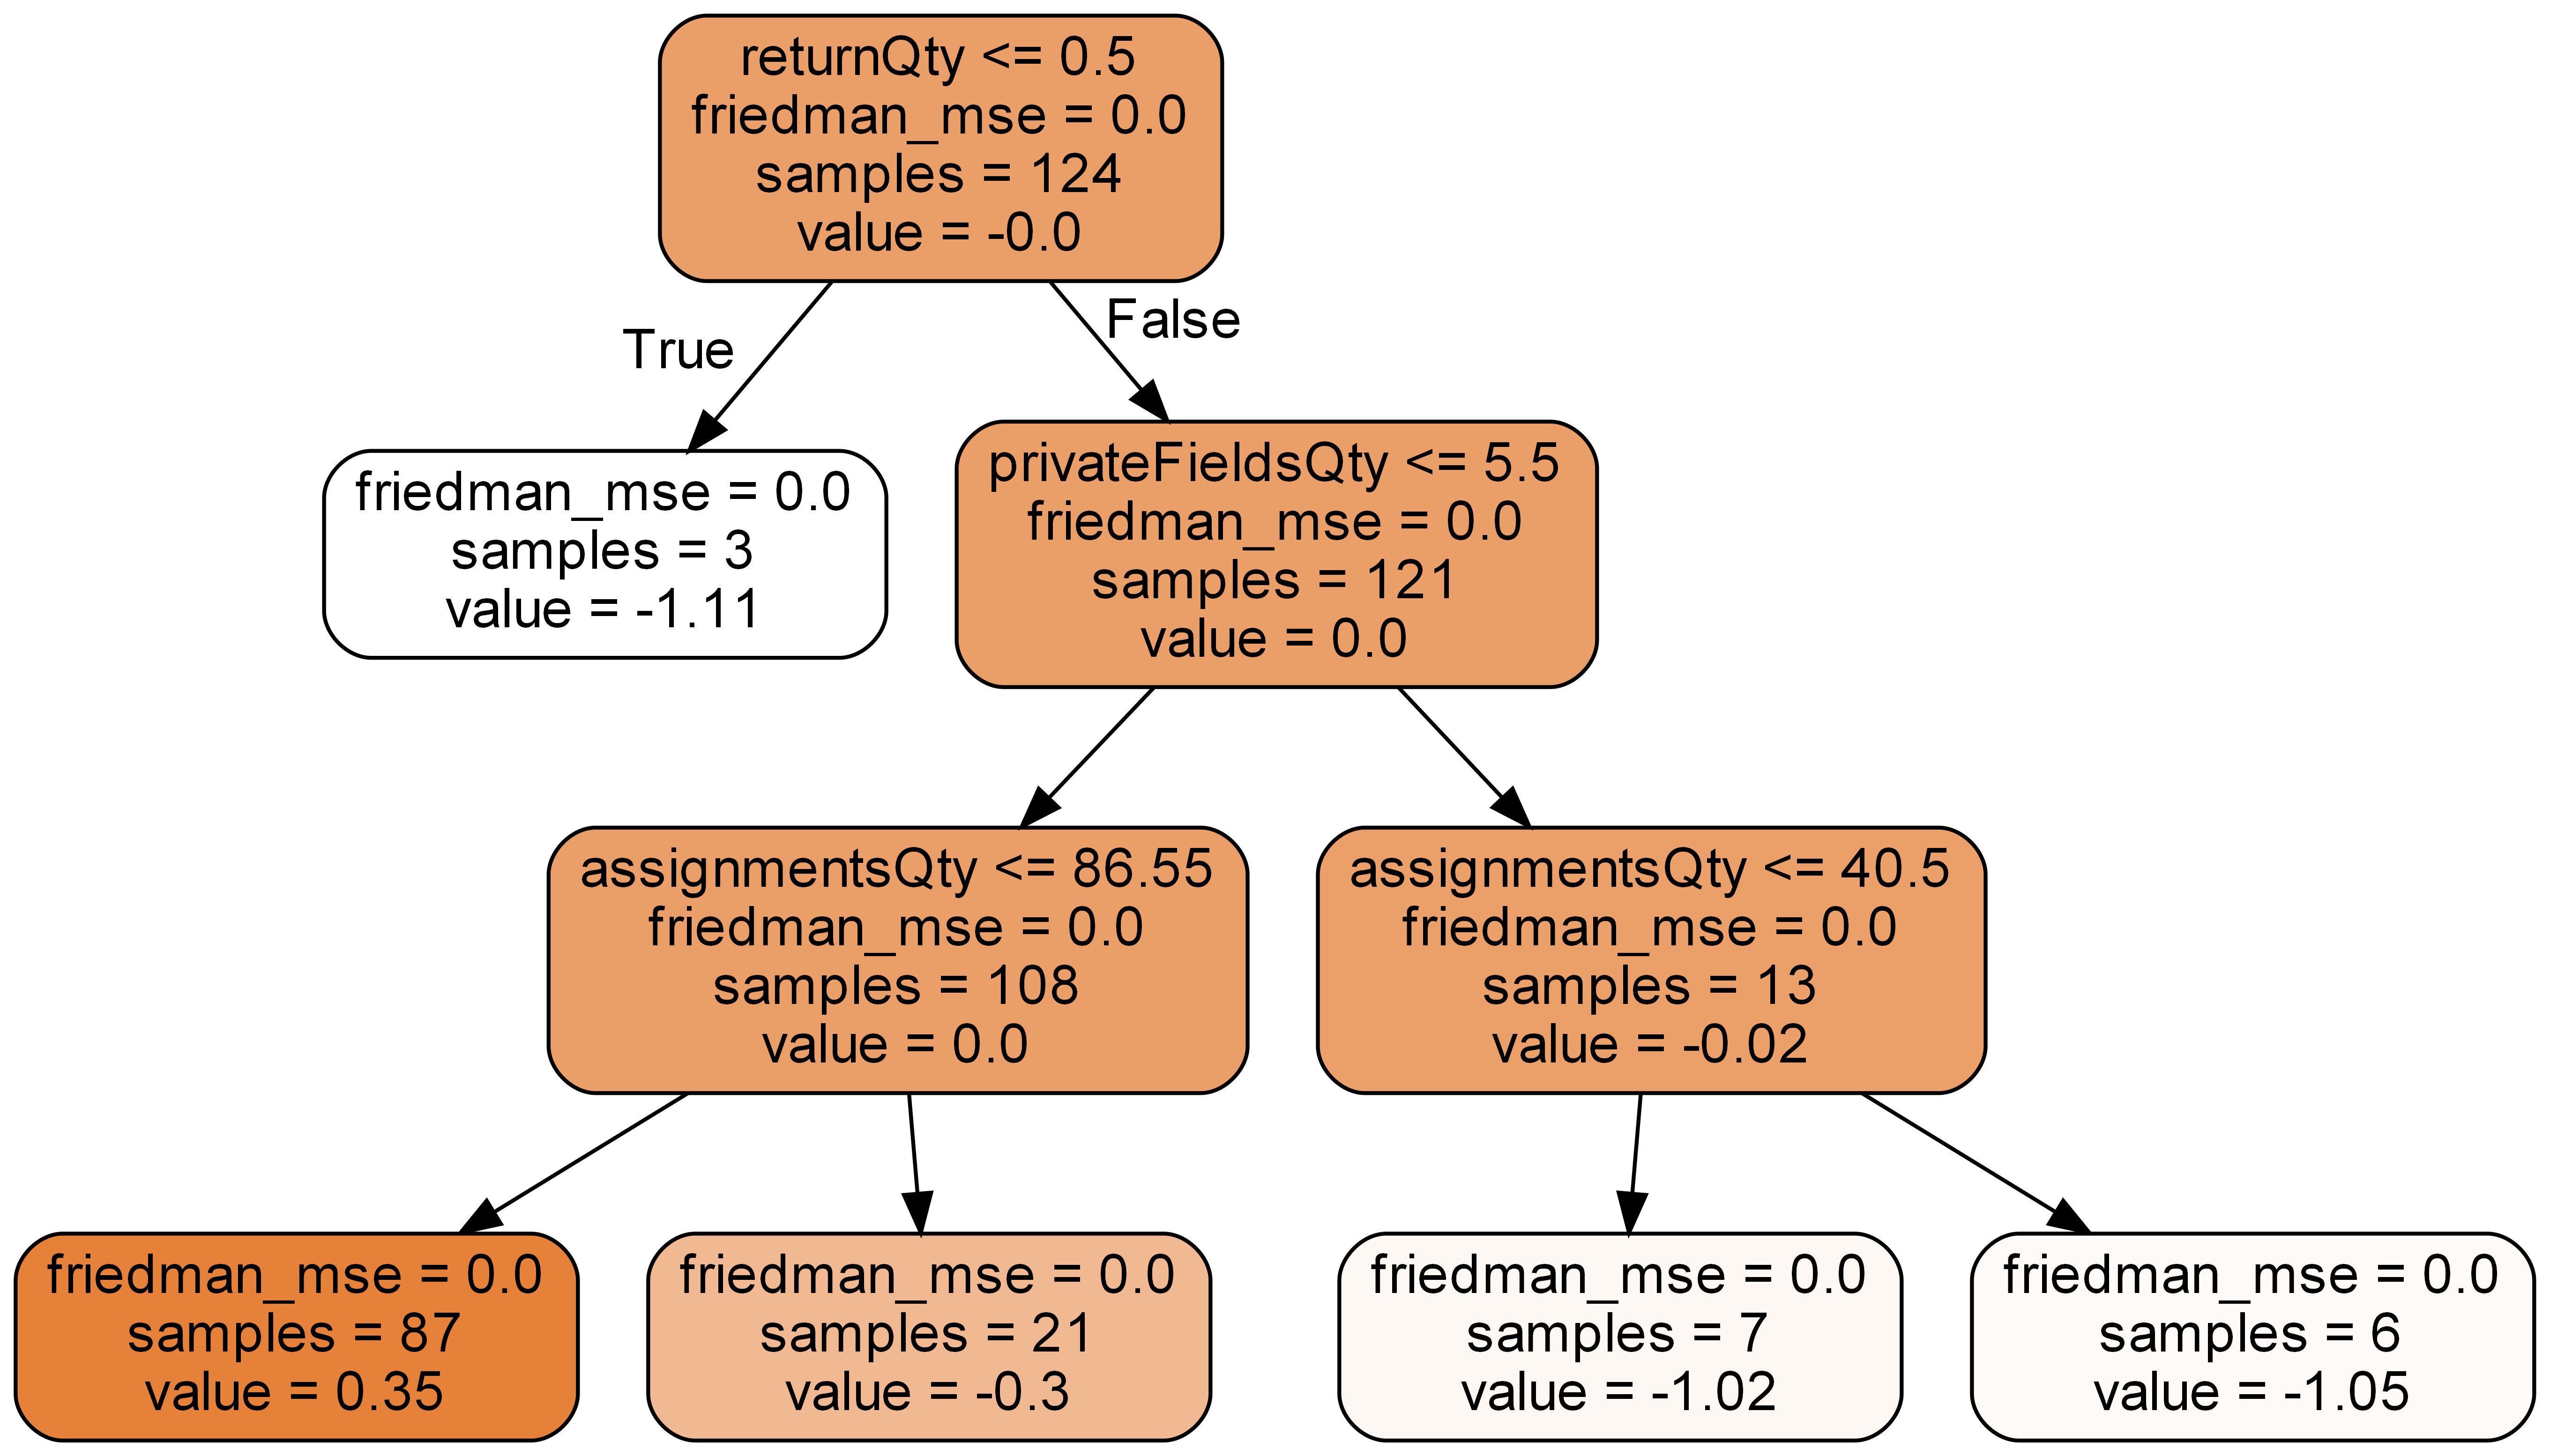 returnQty <= 0.5
friedman_mse = 0.0
samples = 124
value = -0.0
True
False
friedman_mse = 0.0
samples = 3
value = -1.11
privateFieldsQty <= 5.5
friedman_mse = 0.0
samples = 121
value = 0.0
assignmentsQty <= 86.55
friedman_mse = 0.0
samples = 108
value = 0.0
assignmentsQty <= 40.5
friedman_mse = 0.0
samples = 13
value = -0.02
friedman_mse = 0.0
samples = 87
value = 0.35
friedman_mse = 0.0
samples = 21
value = -0.3
friedman_mse = 0.0
samples = 7
value = -1.02
friedman_mse = 0.0
samples = 6
value = -1.05